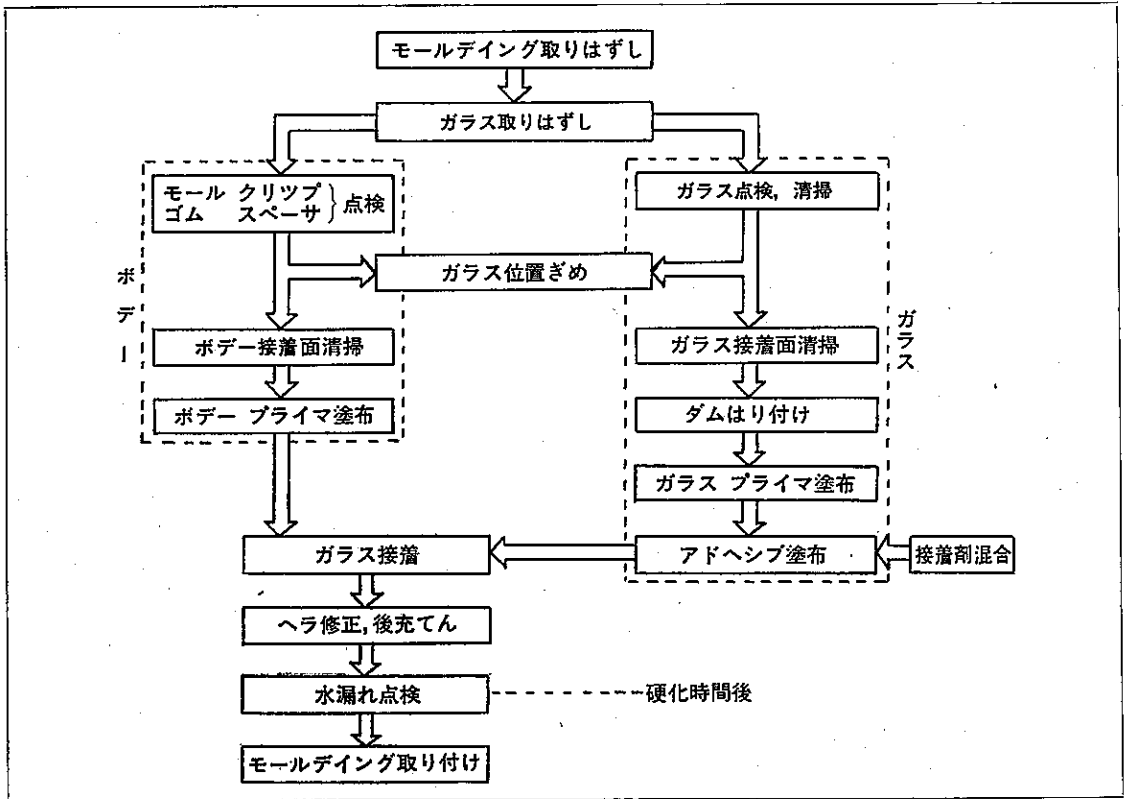 モールデイング取りはずし
ガラス取りはずし
モール クリツプ
ゴム スペーサ
点検
ガラス点検, 清掃
ガラス位置ぎめ
ボデー
ボデー接着面清掃
ボデー プライマ塗布
ガラス
ガラス接着面清掃
ダムはり付け
ガラス プライマ塗布
アドヘシブ塗布
接着剤混合
ガラス接着
ヘラ修正, 後充てん
水漏れ点検
硬化時間後
モールデイング取り付け